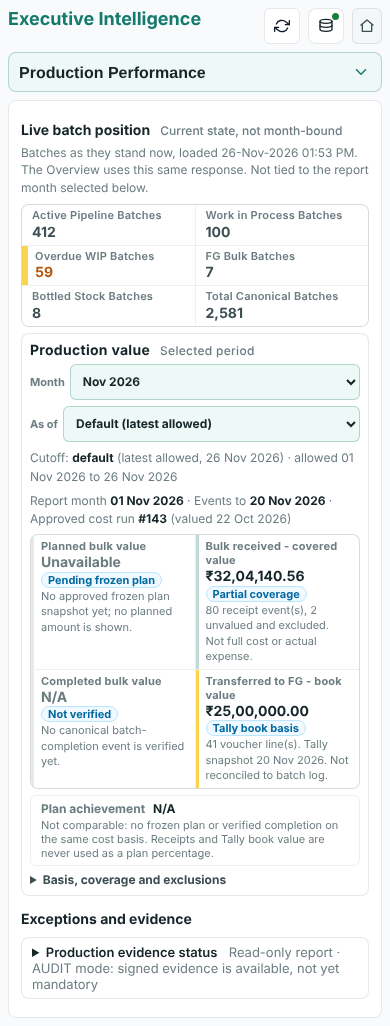 Executive Intelligence
Production Performance
Live batch position Current state, not month-bound
Batches as they stand now, loaded 26-Nov-2026 01:53 PM.
The Overview uses this same response. Not tied to the report
month selected below.
Active Pipeline Batches
412
Work in Process Batches
100
Overdue WIP Batches
59
FG Bulk Batches
7
Bottled Stock Batches
8
Total Canonical Batches
2,581
Production value Selected period
Month Nov 2026
As of Default (latest allowed)
Cutoff: default (latest allowed, 26 Nov 2026) · allowed 01
Nov 2026 to 26 Nov 2026
Report month 01 Nov 2026 · Events to 20 Nov 2026 ·
Approved cost run #143 (valued 22 Oct 2026)
Planned bulk value
Unavailable
Pending frozen plan
No approved frozen plan
snapshot yet; no planned
amount is shown.
Bulk received - covered
value
₹32,04,140.56
Partial coverage
80 receipt event(s), 2
unvalued and excluded.
Not full cost or actual
expense.
Completed bulk value
N/A
Not verified
No canonical batch-
completion event is verified
yet.
Transferred to FG - book
value
₹25,00,000.00
Tally book basis
41 voucher line(s). Tally
snapshot 20 Nov 2026. Not
reconciled to batch log.
Plan achievement N/A
Not comparable: no frozen plan or verified completion on
the same cost basis. Receipts and Tally book value are
never used as a plan percentage.
Basis, coverage and exclusions
Exceptions and evidence
Production evidence status Read-only report ·
AUDIT mode: signed evidence is available, not yet
mandatory